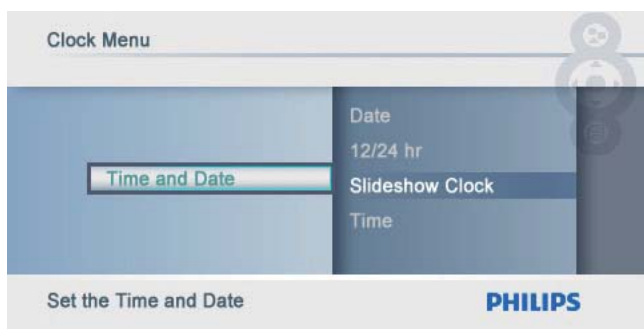 Clock Menu
Date
12/24 hr
Time and Date
Slideshow Clock
Time
Set the Time and Date
PHILIPS